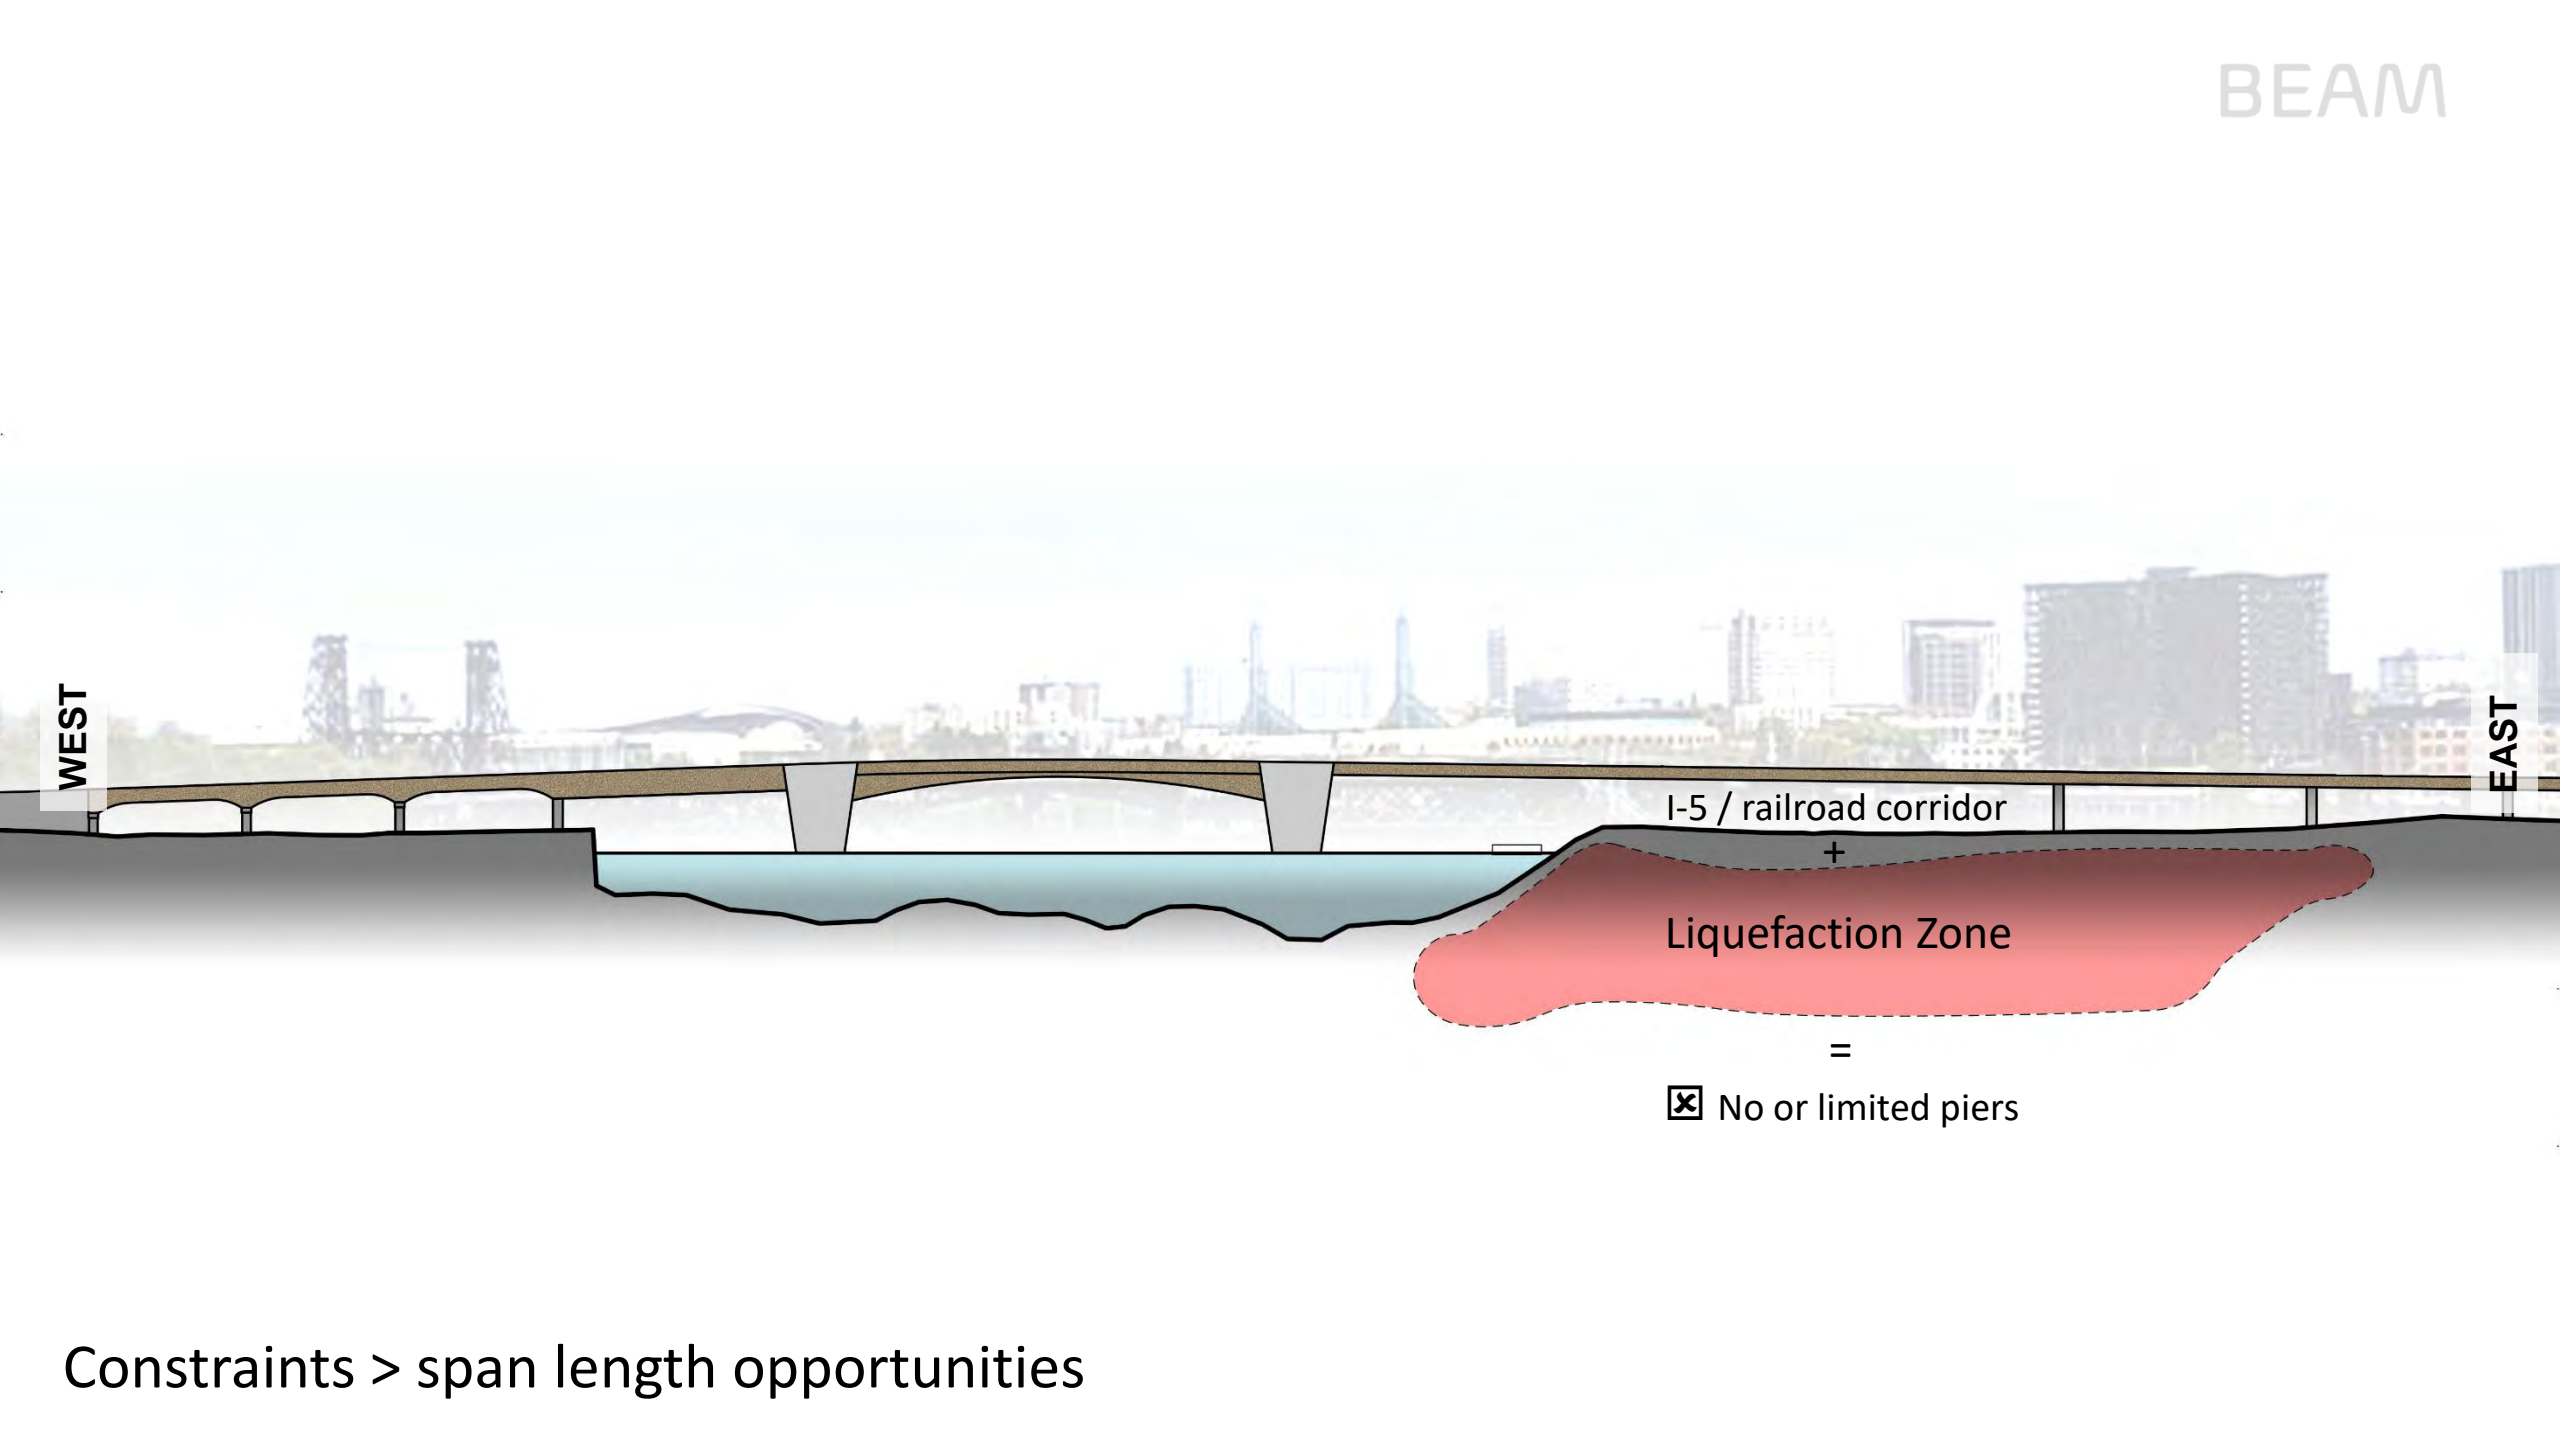 BEAM
WEST
EAST
I-5 / railroad corridor
+
Liquefaction Zone
=
☒ No or limited piers
Constraints > span length opportunities